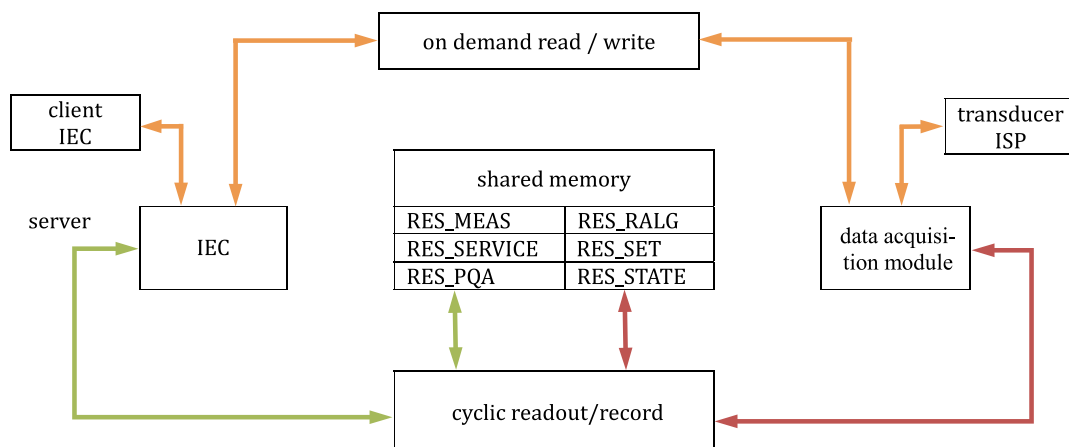 on demand read / write
client
IEC
transducer
ISP
shared memory
RES_MEAS
RES_RALG
server
RES_SERVICE
RES_SET
IEC
data acquisi-
tion module
RES_PQA
RES_STATE
cyclic readout/record